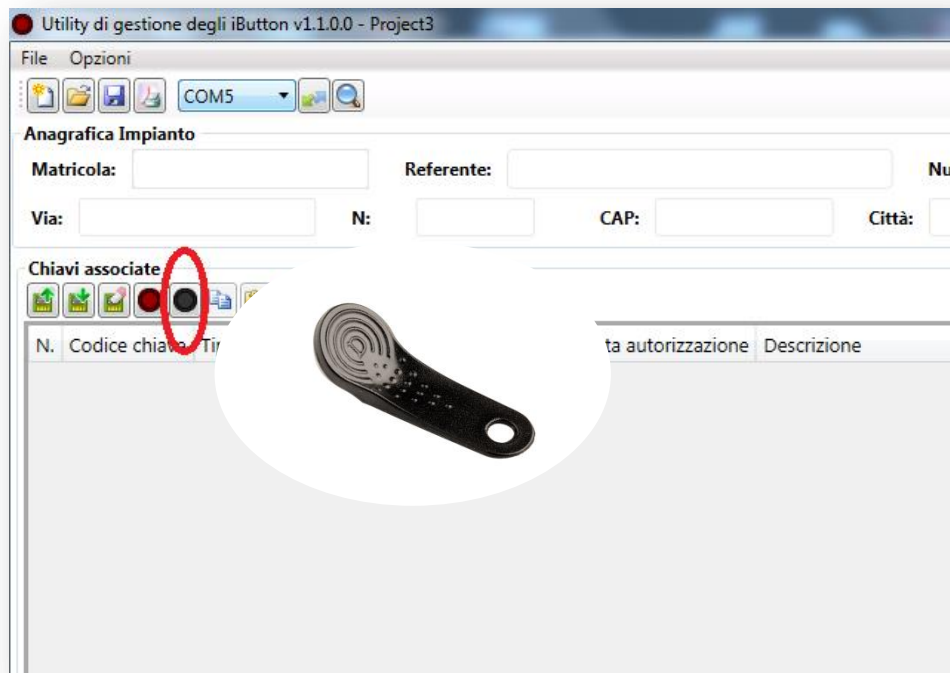 Utility di gestione degli iButton v1.1.0.0 - Project3
File Opzioni
COM5
Anagrafica Impianto
Matricola: Referente:
Via: N: CAP: Città:
Chiavi associate
N. Codice chiave autorizzazione Descrizione